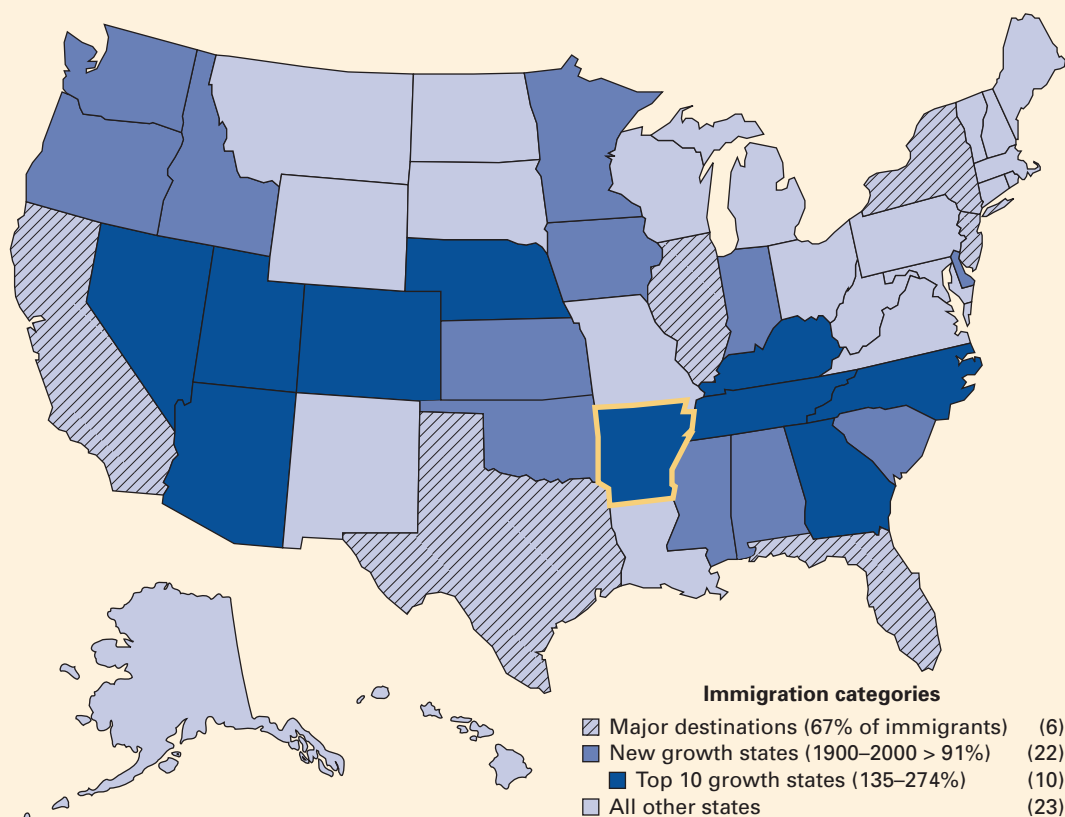 Immigration categories
Major destinations (67% of immigrants) (6)
New growth states (1900–2000 > 91%) (22)
Top 10 growth states (135–274%) (10)
All other states (23)